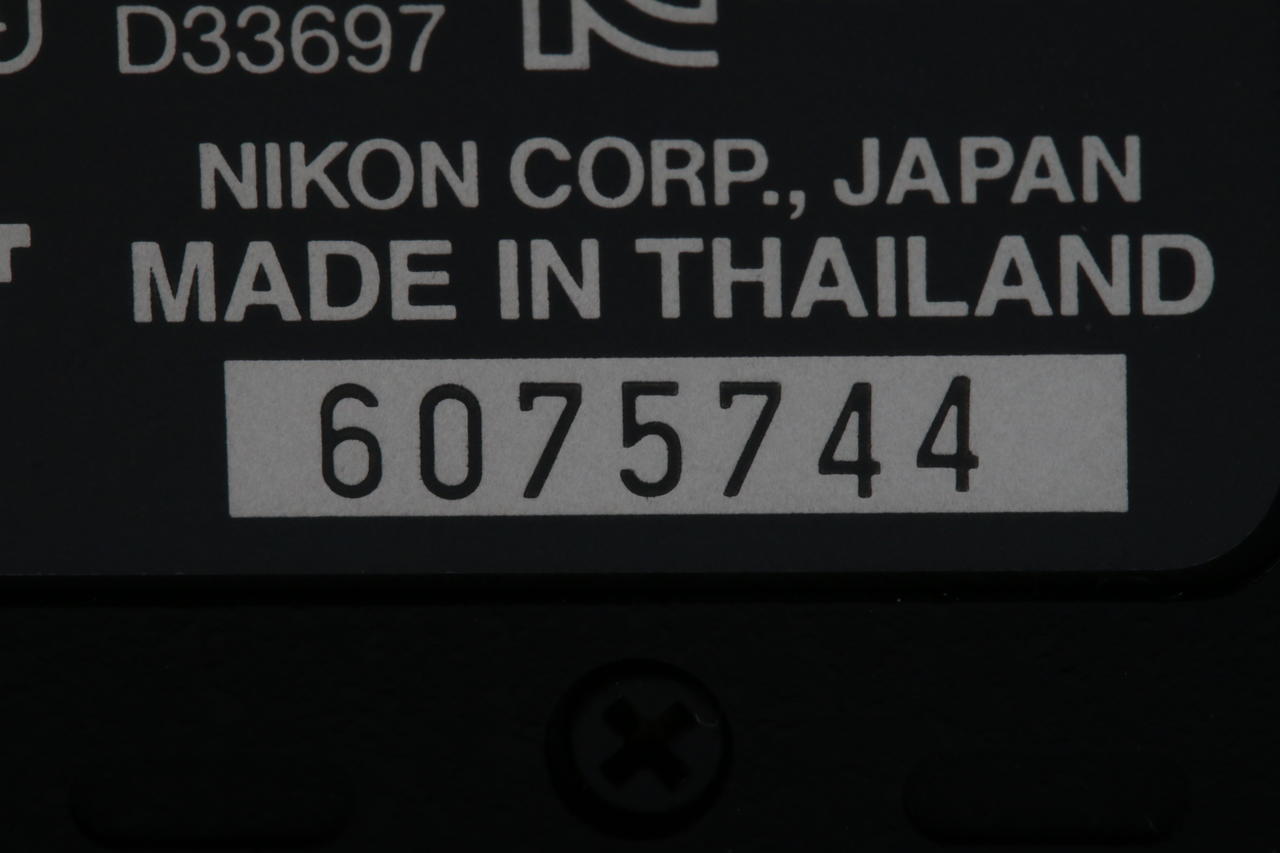 D33697
NIKON CORP., JAPAN
MADE IN THAILAND
6075744